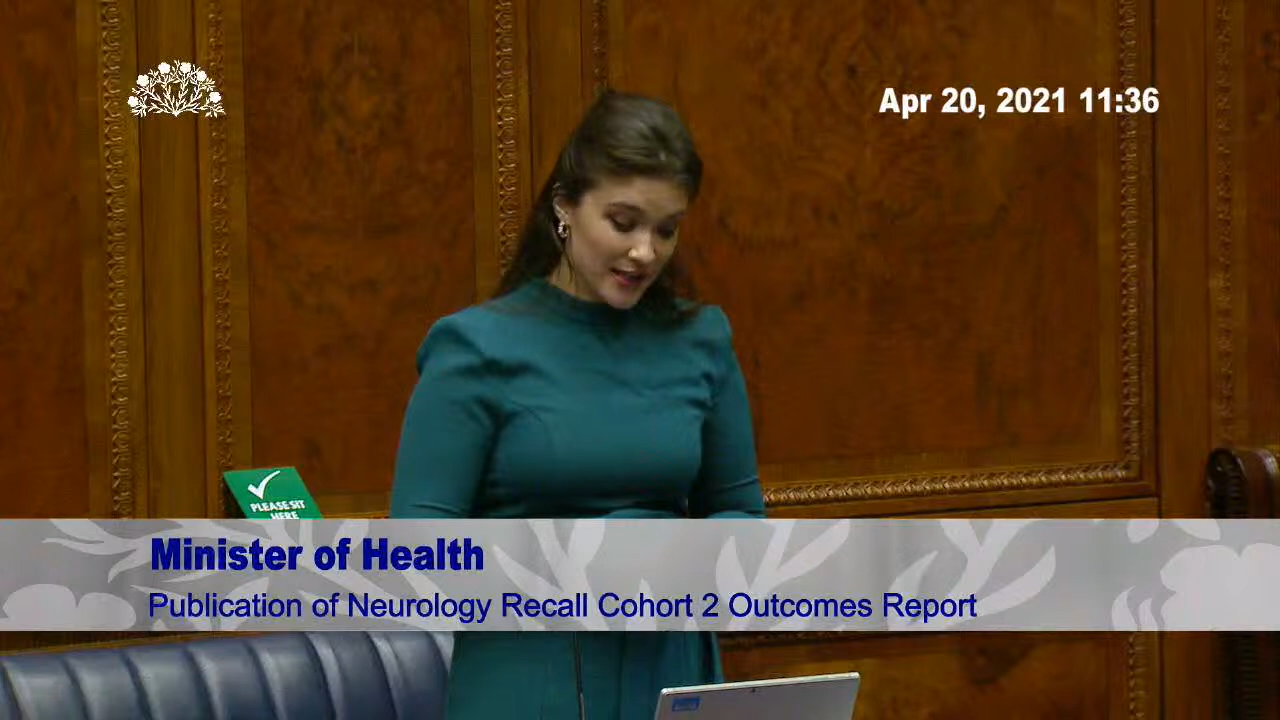 Apr 20, 2021 11:36
PLEASE SIT
HERE
Minister of Health
Publication of Neurology Recall Cohort 2 Outcomes Report